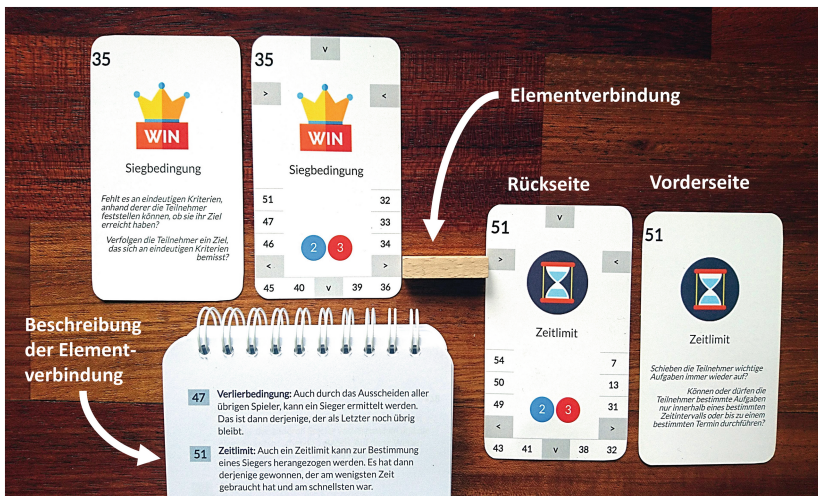 35
WIN
Siegbedingung
Fehlt es an eindeutigen Kriterien,
anhand derer die Teilnehmer
feststellen können, ob sie ihr Ziel
erreicht haben?
Verfolgen die Teilnehmer ein Ziel,
das sich an eindeutigen Kriterien
bemisst?
35
v
>
<
WIN
Siegbedingung
51
32
47
33
46
2
3
34
<
>
45
40
v
39
36
Elementverbindung
Rückseite
Vorderseite
51
v
>
<
Zeitlimit
54
7
50
13
49
2
3
31
<
>
43
41
v
38
32
51
Zeitlimit
Schieben die Teilnehmer wichtige
Aufgaben immer wieder auf?
Können oder dürfen die
Teilnehmer bestimmte Aufgaben
nur innerhalb eines bestimmten
Zeitintervalls oder bis zu einem
bestimmten Termin durchführen?
Beschreibung
der Element-
verbindung
47 Verlierbedingung: Auch durch das Ausscheiden aller
übrigen Spieler, kann ein Sieger ermittelt werden.
Das ist dann derjenige, der als Letzter noch übrig
bleibt.
51 Zeitlimit: Auch ein Zeitlimit kann zur Bestimmung
eines Siegers herangezogen werden. Es hat dann
derjenige gewonnen, der am wenigsten Zeit
gebraucht hat und am schnellsten war.